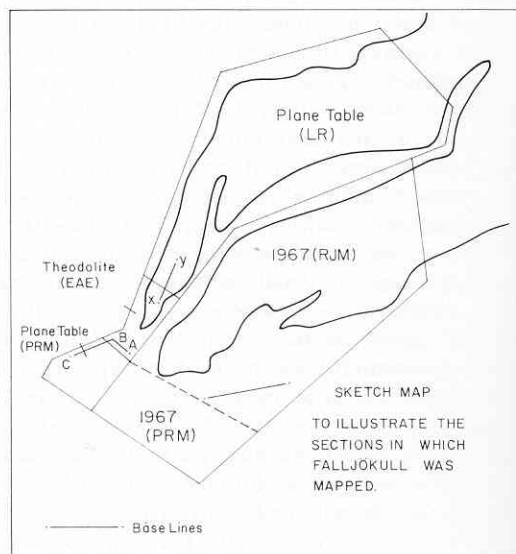 Plane Table
(LR)
1967 (RJM)
Theodolite
(EAE)
y
x
Plane Table
(PRM)
B A
C
1967
(PRM)
SKETCH MAP
TO ILLUSTRATE THE
SECTIONS IN WHICH
FALLJÖKULL WAS
MAPPED.
Base Lines